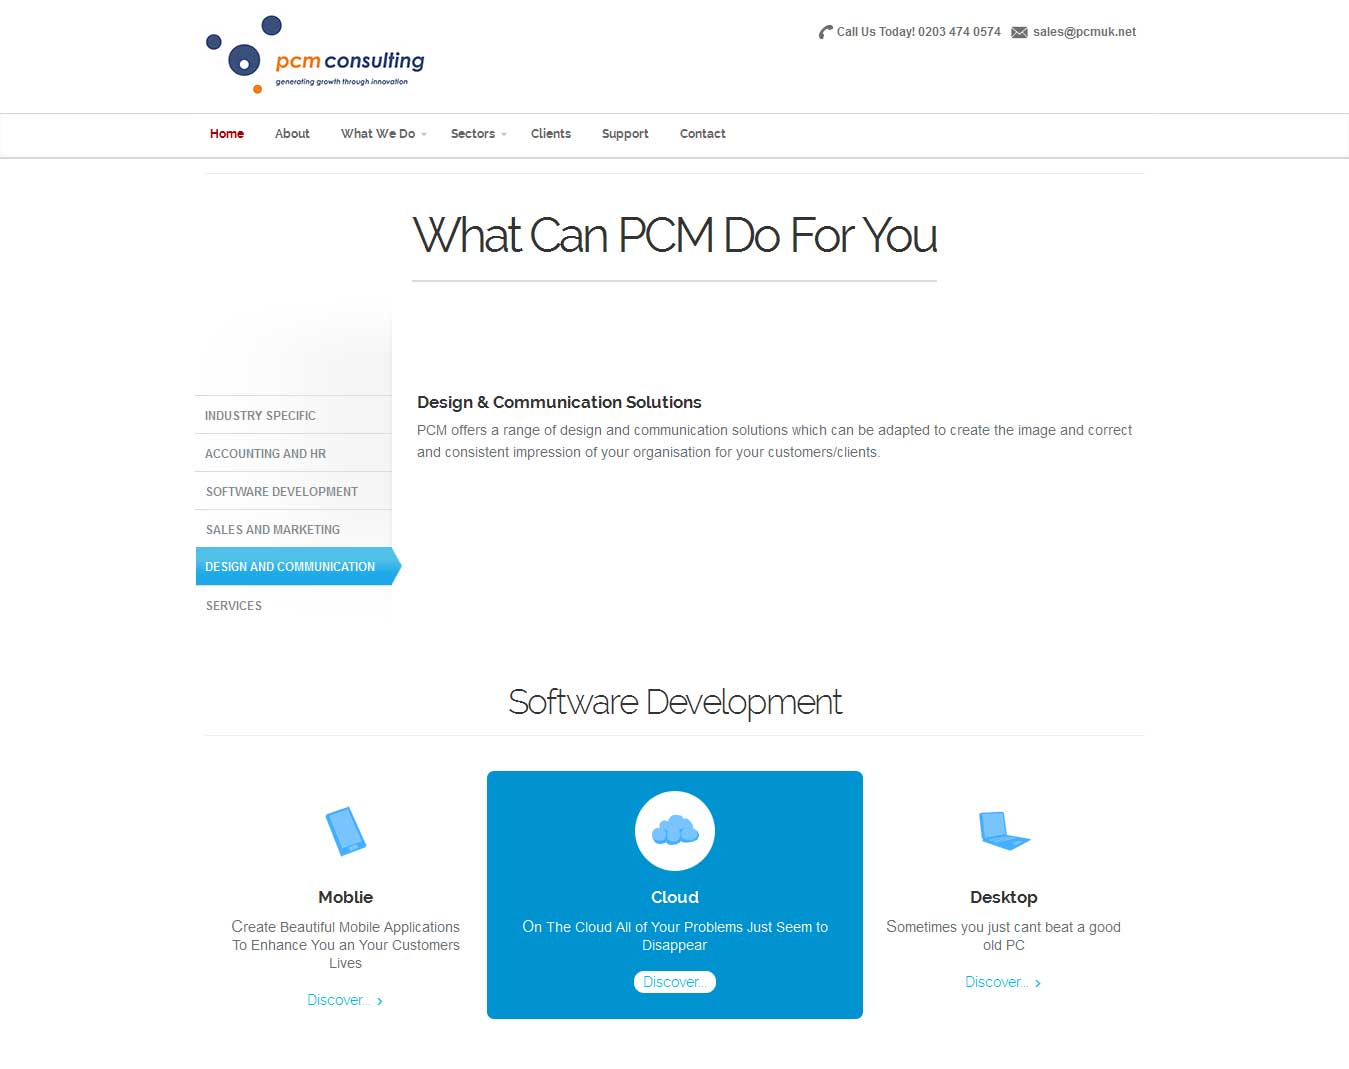 pcm consulting
generating growth through innovation
Call Us Today! 0203 474 0574 sales@pcmuk.net
Home About What We Do Sectors Clients Support Contact
What Can PCM Do For You
INDUSTRY SPECIFIC
ACCOUNTING AND HR
SOFTWARE DEVELOPMENT
SALES AND MARKETING
DESIGN AND COMMUNICATION
SERVICES
Design & Communication Solutions
PCM offers a range of design and communication solutions which can be adapted to create the image and correct
and consistent impression of your organisation for your customers/clients.
Software Development
Moblie
Create Beautiful Mobile Applications
To Enhance You an Your Customers
Lives
Discover...
Cloud
On The Cloud All of Your Problems Just Seem to
Disappear
Discover...
Desktop
Sometimes you just cant beat a good
old PC
Discover...